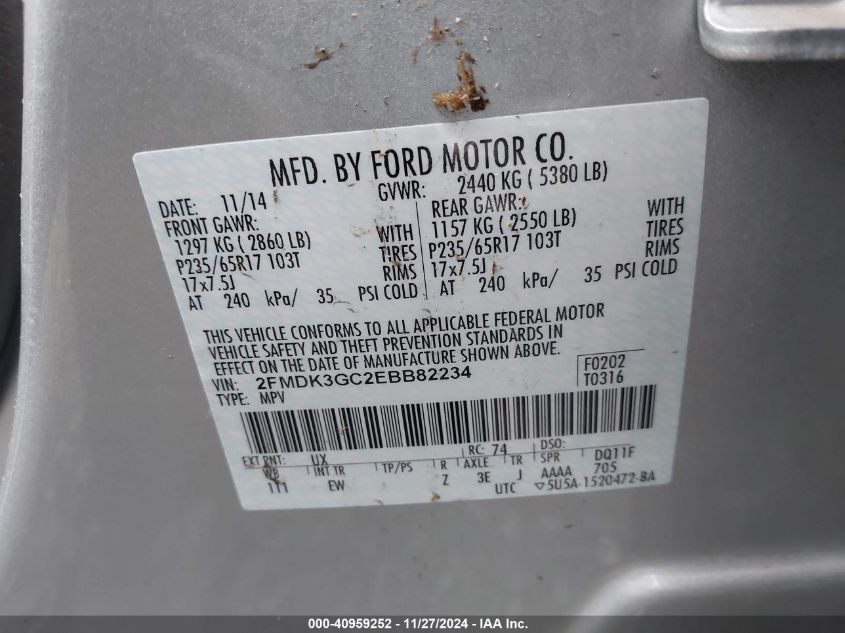 MFD. BY FORD MOTOR CO.
DATE: 11/14 GVWR: 2440 KG ( 5380 LB)
FRONT GAWR: REAR GAWR:
1297 KG ( 2860 LB) WITH 1157 KG ( 2550 LB) WITH
P235/65R17 103T TIRES P235/65R17 103T TIRES
17x7.5J RIMS 17x7.5J RIMS
AT 240 kPa/ 35 PSI COLD AT 240 kPa/ 35 PSI COLD
THIS VEHICLE CONFORMS TO ALL APPLICABLE FEDERAL MOTOR
VEHICLE SAFETY AND THEFT PREVENTION STANDARDS IN
EFFECT ON THE DATE OF MANUFACTURE SHOWN ABOVE.
VIN: 2FMDK3GC2EBB82234 F0202
TYPE: MPV T0316
EXT PNT: UX RC: 74 DSO:
WB INT TR TP/PS R AXLE TR SPR DQ11F
111 EW Z 3E J AAAA 705
UTC ▽5U5A-1520472-BA
000-40959252 - 11/27/2024 - IAA Inc.